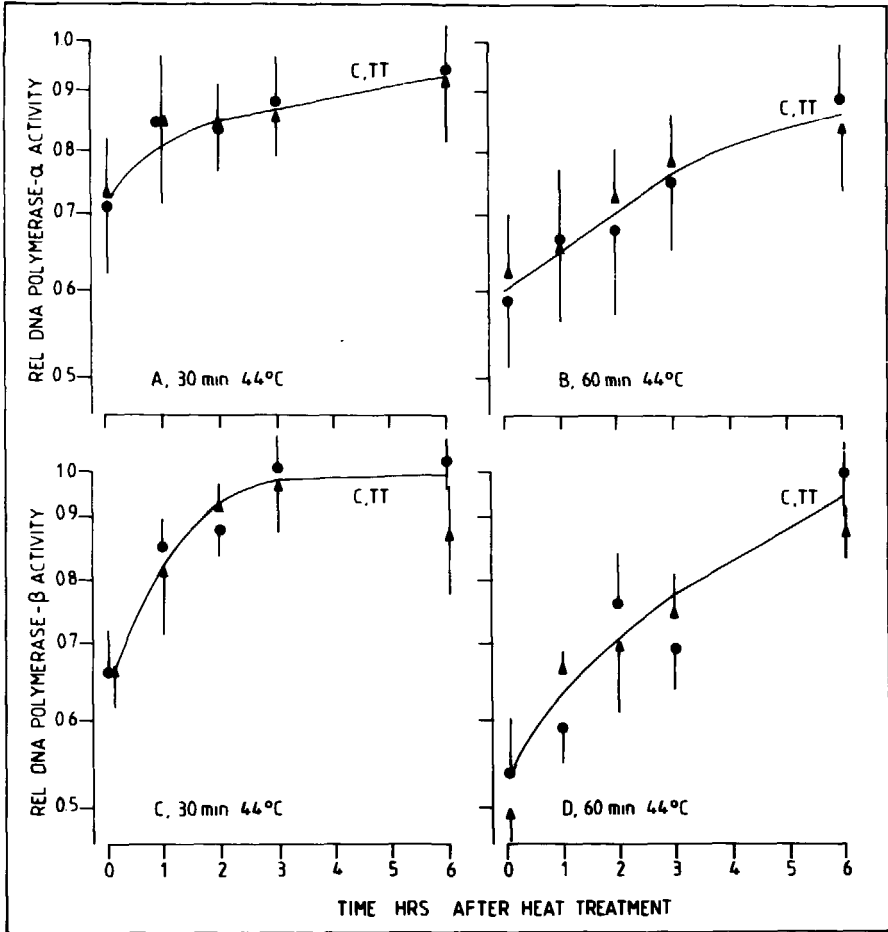 REL DNA POLYMERASE-α ACTIVITY
1.0
0.9
0.8
0.7
0.6
0.5
C,TT
A, 30 min 44°C
C,TT
B, 60 min 44°C
REL DNA POLYMERASE-β ACTIVITY
1.0
0.9
0.8
0.7
0.6
0.5
C,TT
C, 30 min 44°C
C,TT
D, 60 min 44°C
0 1 2 3 4 5 6
0 1 2 3 4 5 6
TIME HRS AFTER HEAT TREATMENT